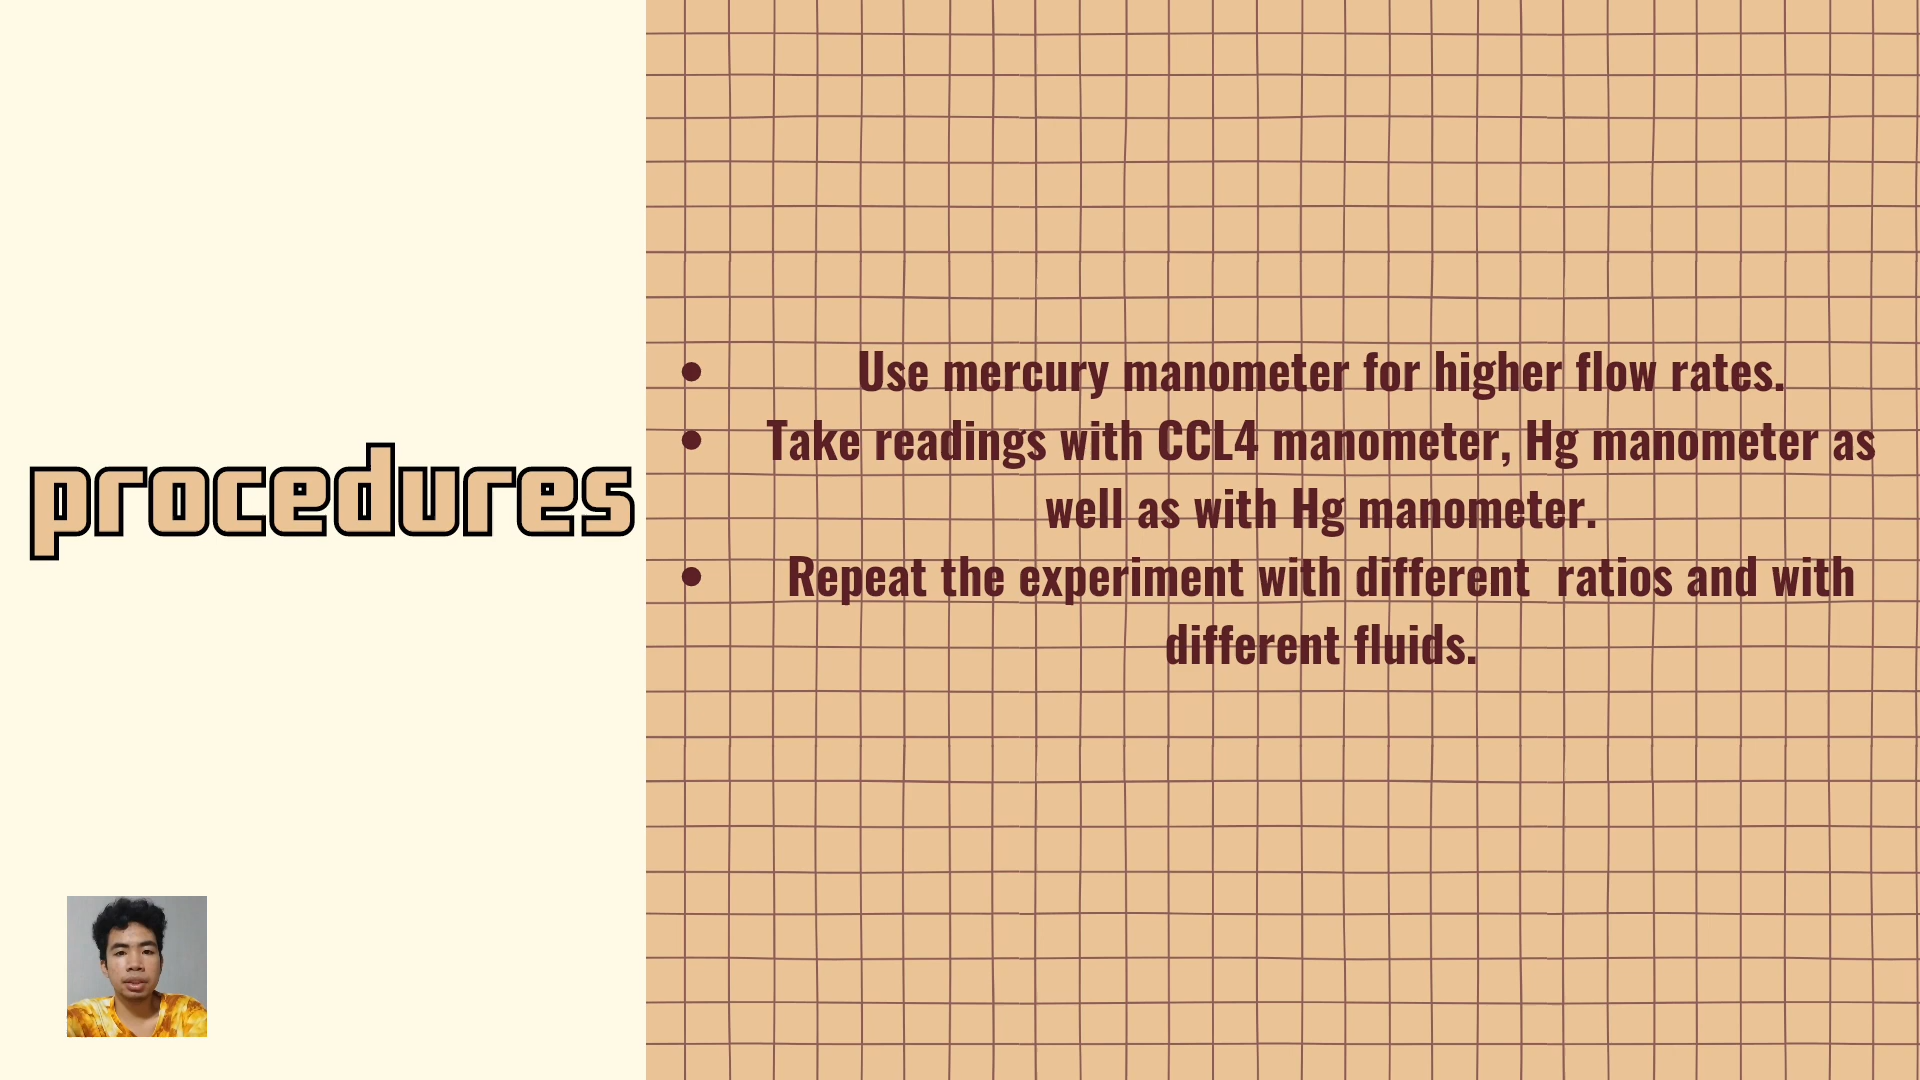 procedures
• Use mercury manometer for higher flow rates.
• Take readings with CCL4 manometer, Hg manometer as
well as with Hg manometer.
• Repeat the experiment with different  ratios and with
different fluids.